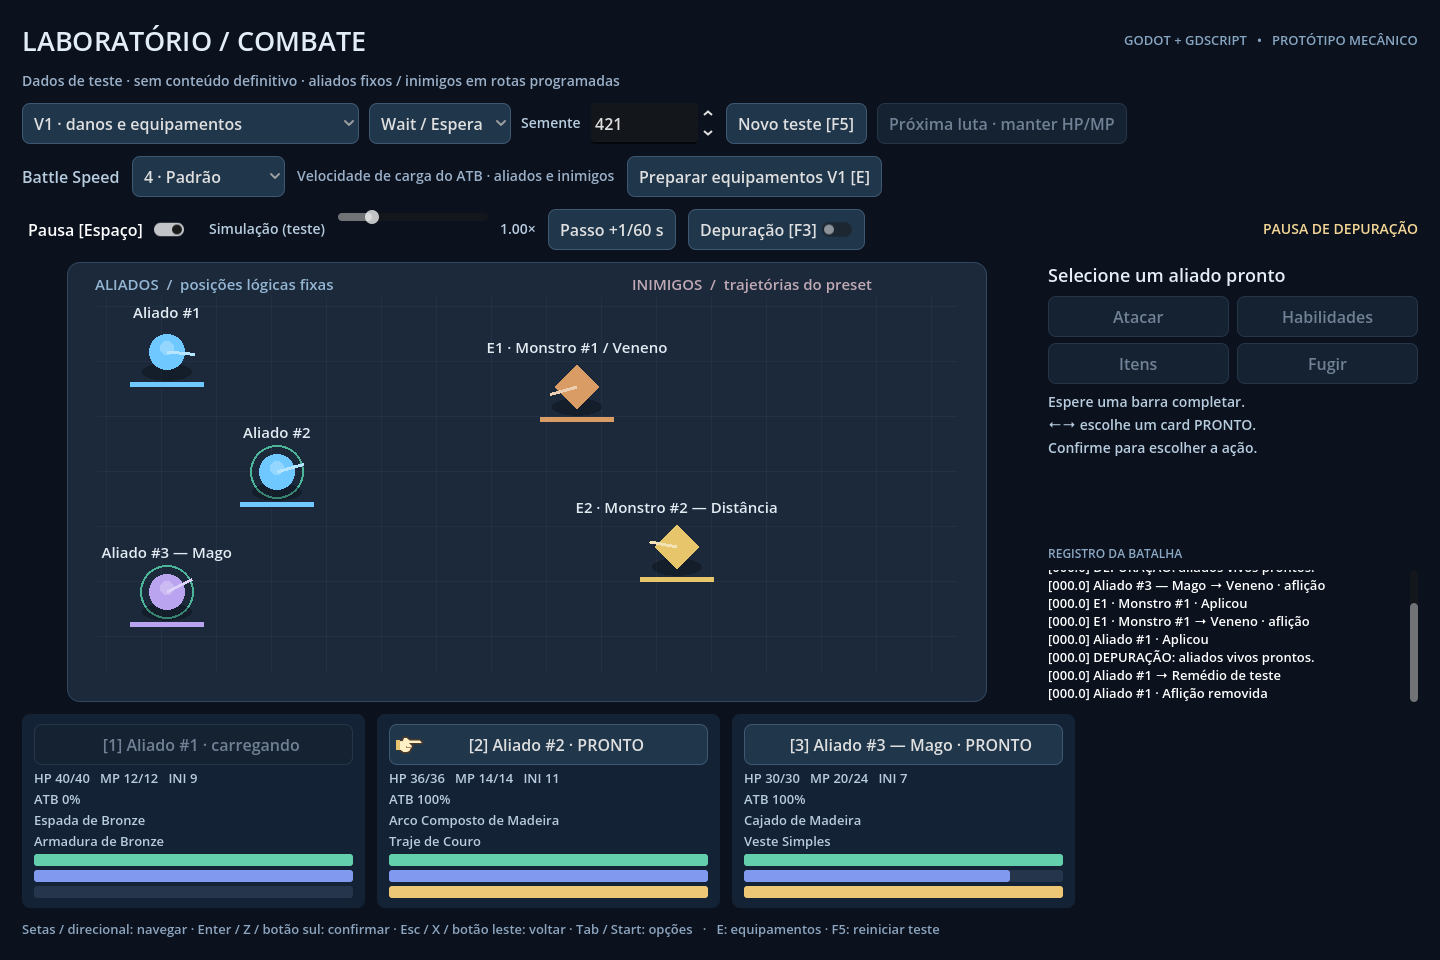 LABORATÓRIO / COMBATE
GODOT + GDSCRIPT • PROTÓTIPO MECÂNICO
Dados de teste · sem conteúdo definitivo · aliados fixos / inimigos em rotas programadas
V1 · danos e equipamentos
Wait / Espera
Semente
421
Novo teste [F5]
Próxima luta · manter HP/MP
Battle Speed
4 · Padrão
Velocidade de carga do ATB · aliados e inimigos
Preparar equipamentos V1 [E]
Pausa [Espaço]
Simulação (teste)
1.00×
Passo +1/60 s
Depuração [F3]
PAUSA DE DEPURAÇÃO
ALIADOS / posições lógicas fixas
INIMIGOS / trajetórias do preset
Aliado #1
E1 · Monstro #1 / Veneno
Aliado #2
E2 · Monstro #2 — Distância
Aliado #3 — Mago
Selecione um aliado pronto
Atacar
Habilidades
Itens
Fugir
Espere uma barra completar.
←→ escolhe um card PRONTO.
Confirme para escolher a ação.
REGISTRO DA BATALHA
[000.0] DEPURAÇÃO: aliados vivos prontos.
[000.0] Aliado #3 — Mago → Veneno · aflição
[000.0] E1 · Monstro #1 · Aplicou
[000.0] E1 · Monstro #1 → Veneno · aflição
[000.0] Aliado #1 · Aplicou
[000.0] DEPURAÇÃO: aliados vivos prontos.
[000.0] Aliado #1 → Remédio de teste
[000.0] Aliado #1 · Aflição removida
[1] Aliado #1 · carregando
HP 40/40 MP 12/12 INI 9
ATB 0%
Espada de Bronze
Armadura de Bronze
[2] Aliado #2 · PRONTO
HP 36/36 MP 14/14 INI 11
ATB 100%
Arco Composto de Madeira
Traje de Couro
[3] Aliado #3 — Mago · PRONTO
HP 30/30 MP 20/24 INI 7
ATB 100%
Cajado de Madeira
Veste Simples
Setas / direcional: navegar · Enter / Z / botão sul: confirmar · Esc / X / botão leste: voltar · Tab / Start: opções · E: equipamentos · F5: reiniciar teste